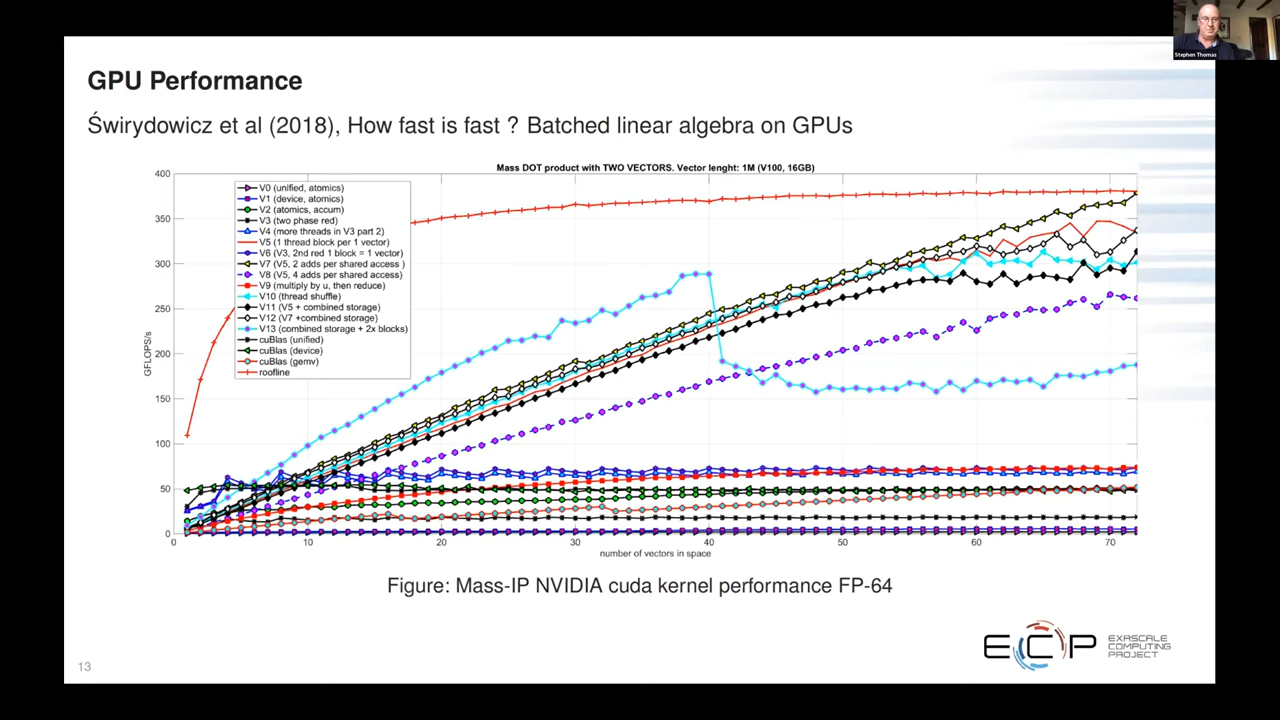 Stephen Thomas
GPU Performance
Świrydowicz et al (2018), How fast is fast ? Batched linear algebra on GPUs
Mass DOT product with TWO VECTORS. Vector lenght: 1M (V100, 16GB)
400
350
300
250
200
150
100
50
0
GFLOPS/s
V0 (unified, atomics)
V1 (device, atomics)
V2 (atomics, accum)
V3 (two phase red)
V4 (more threads in V3 part 2)
V5 (1 thread block per 1 vector)
V6 (V3, 2nd red 1 block = 1 vector)
V7 (V5, 2 adds per shared access )
V8 (V5, 4 adds per shared access)
V9 (multiply by u, then reduce)
V10 (thread shuffle)
V11 (V5 + combined storage)
V12 (V7 +combined storage)
V13 (combined storage + 2x blocks)
cuBlas (unified)
cuBlas (device)
cuBlas (gemv)
roofline
0 10 20 30 40 50 60 70
number of vectors in space
Figure: Mass-IP NVIDIA cuda kernel performance FP-64
ECP
EXASCALE
COMPUTING
PROJECT
13